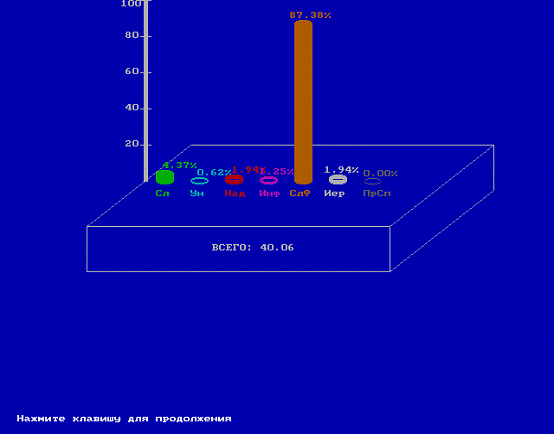 100
87.38%
80
60
40
20
4.37% 0.62% 1.94% 1.25% 1.94% 0.00%
Сл Ун Над Инф СлФ Иер ПрСп
ВСЕГО: 40.06
Нажмите клавишу для продолжения